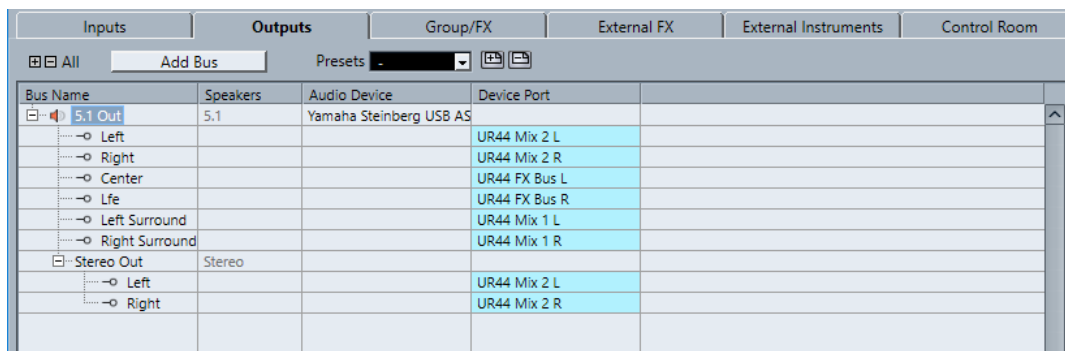 Inputs Outputs Group/FX External FX External Instruments Control Room
All Add Bus Presets -
Bus Name Speakers Audio Device Device Port
5.1 Out 5.1 Yamaha Steinberg USB AS
Left UR44 Mix 2 L
Right UR44 Mix 2 R
Center UR44 FX Bus L
Lfe UR44 FX Bus R
Left Surround UR44 Mix 1 L
Right Surround UR44 Mix 1 R
Stereo Out Stereo
Left UR44 Mix 2 L
Right UR44 Mix 2 R